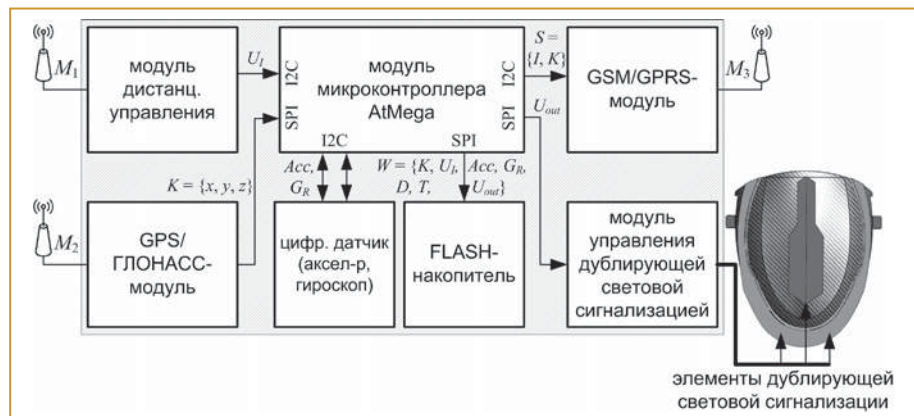 M1
модуль
дистанц.
управления
UI
I2C
SPI
модуль
микроконтроллера
AtMega
I2C
SPI
I2C
SPI
S =
{I, K}
Uout
GSM/GPRS-
модуль
M3
K = {x, y, z}
Acc,
GR
W = {K, UI,
D, T,
Acc, GR,
Uout}
M2
GPS/
ГЛОНАСС-
модуль
цифр. датчик
(аксел-р,
гироскоп)
FLASH-
накопитель
модуль
управления
дублирующей
световой
сигнализацией
элементы дублирующей
световой сигнализации